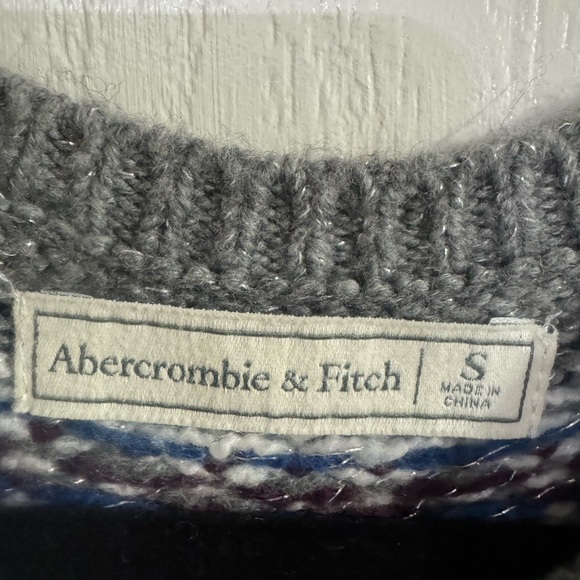 Abercrombie & Fitch
S
MADE IN
CHINA